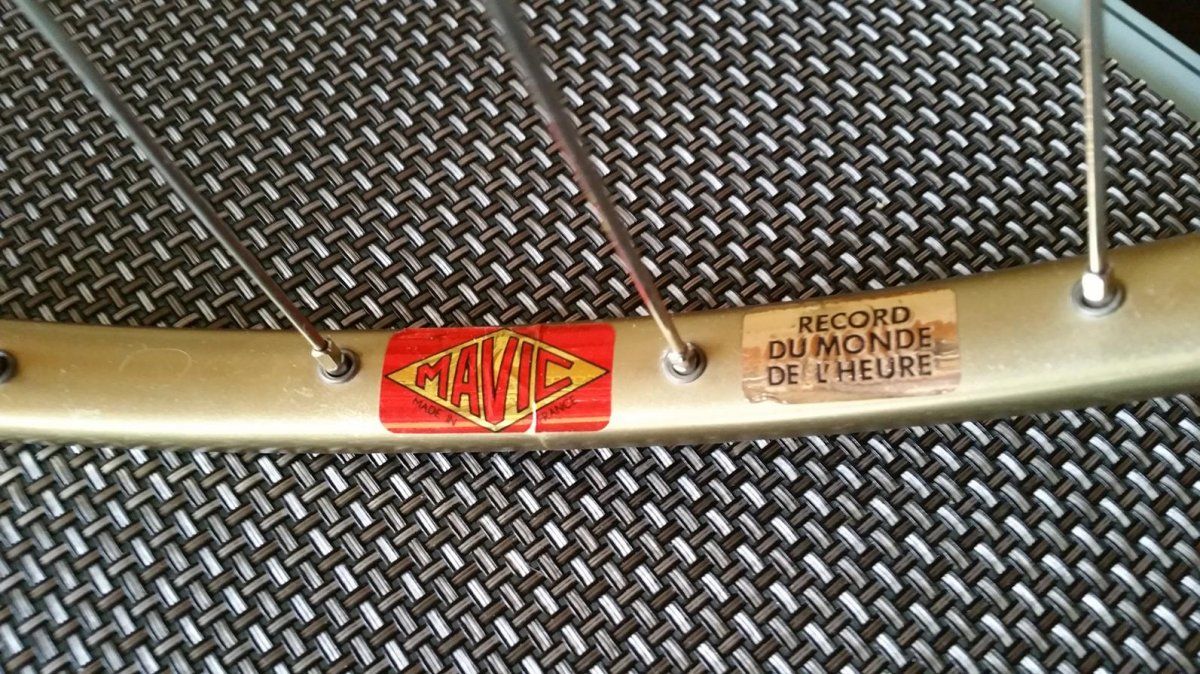 MAVIC
MADE IN FRANCE
RECORD
DU MONDE
DE L'HEURE